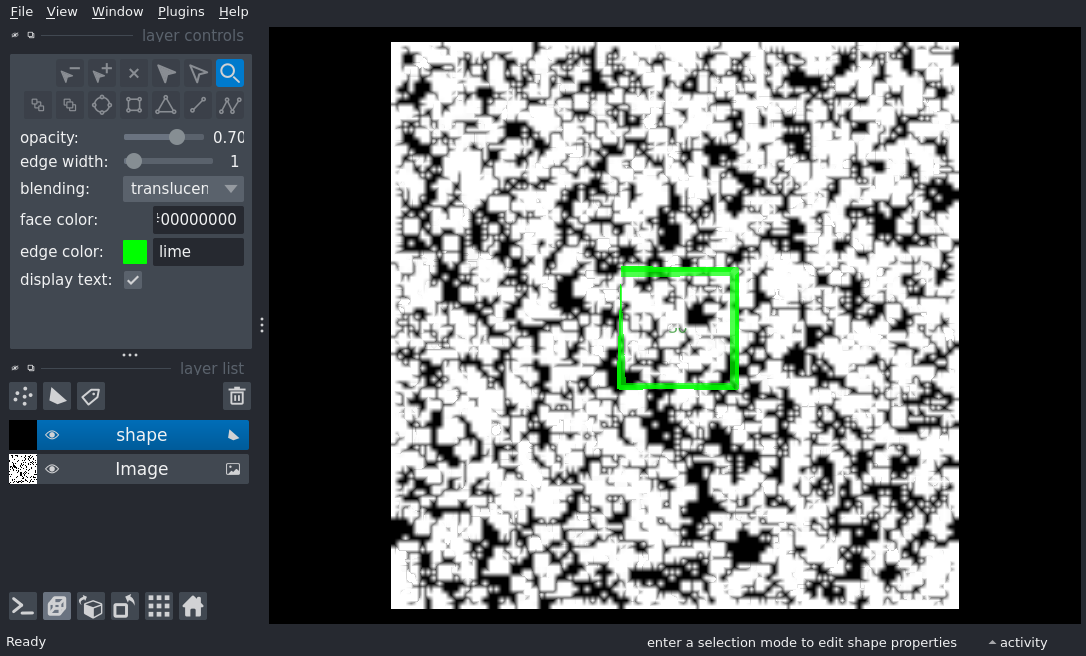 File View Window Plugins Help
layer controls
opacity: 0.70
edge width: 1
blending: translucen
face color: #00000000
edge color: lime
display text:
layer list
shape
Image
Ready
enter a selection mode to edit shape properties
activity